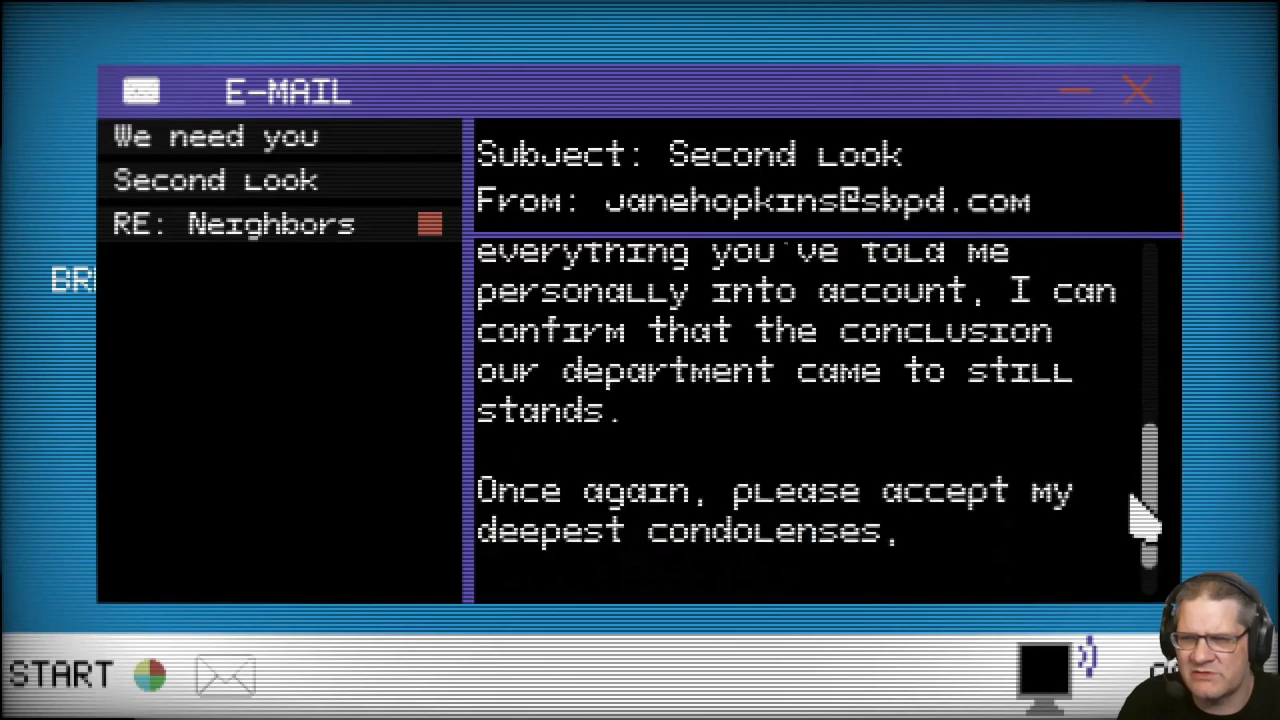 E-MAIL
We need you
Second Look
RE: Neighbors
Subject: Second Look
From: janehopkins@sbpd.com
everything you've told me
personally into account, I can
confirm that the conclusion
our department came to still
stands.
Once again, please accept my
deepest condolenses,
START